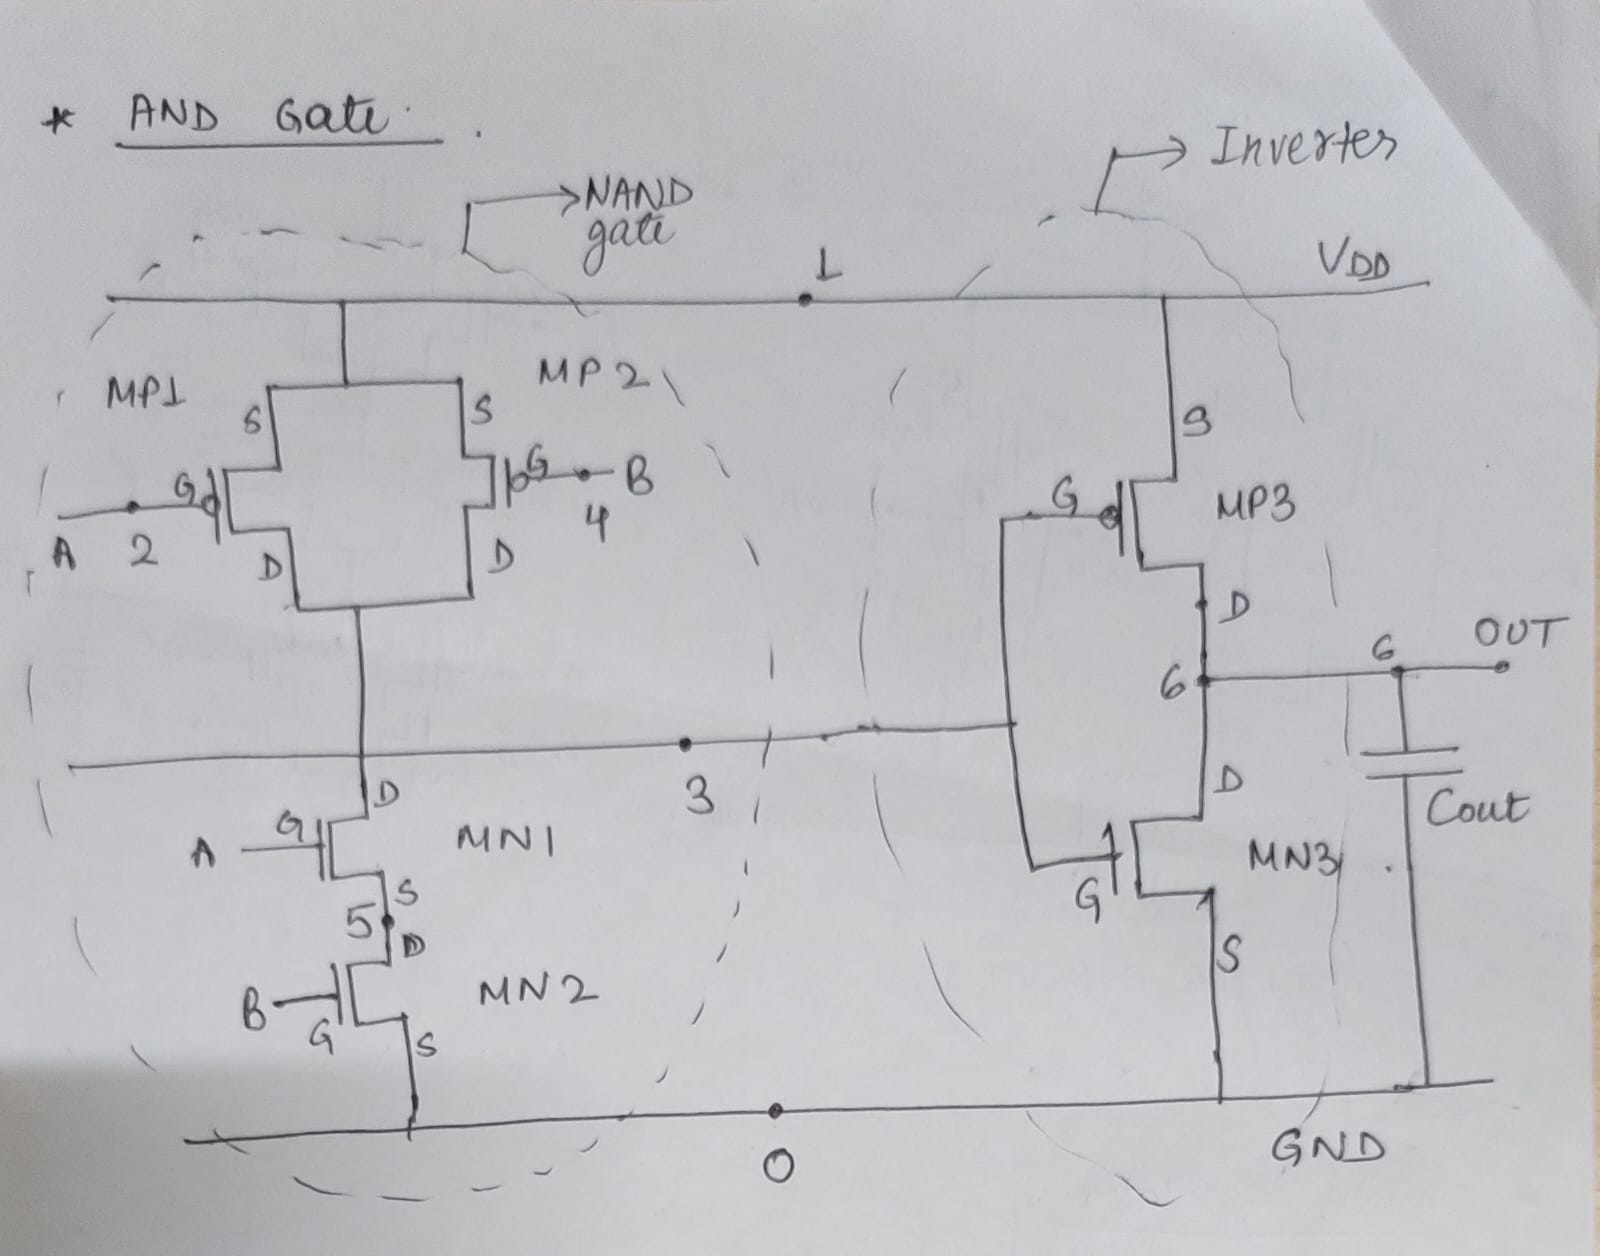 * AND Gate.
Inverter
NAND
gate
1
VDD
MP1
MP2
S
S
S
G
G
B
G
MP3
A
2
4
D
D
D
6
6
OUT
3
D
D
Cout
A
G
MN1
MN3
G
S
5
D
S
B
G
MN2
S
0
GND